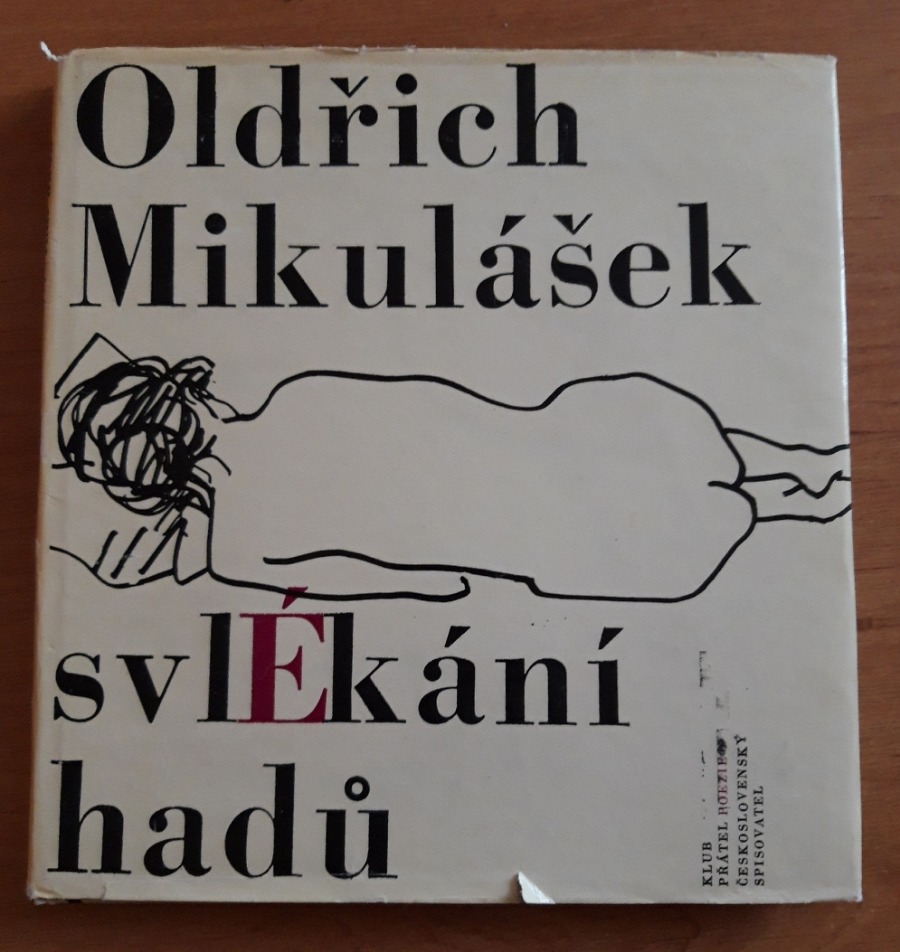 Oldřich
Mikulášek
svlÉkání
hadů
KLUB
PŘÁTEL POEZIE
ČESKOSLOVENSKÝ
SPISOVATEL